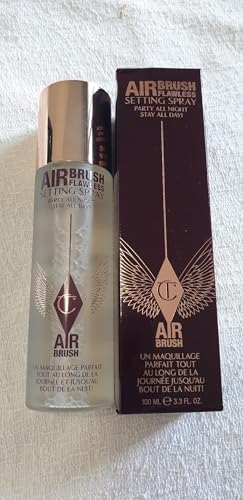 AIRBRUSH
FLAWLESS
SETTING SPRAY
PARTY ALL NIGHT
STAY ALL DAY!
CT
AIR
BRUSH
UN MAQUILLAGE PARFAIT
TOUT AU LONG DE LA
JOURNÉE ET JUSQU'AU
BOUT DE LA NUIT!
AIRBRUSH
FLAWLESS
SETTING SPRAY
PARTY ALL NIGHT
STAY ALL DAY!
CT
AIR
BRUSH
UN MAQUILLAGE
PARFAIT TOUT
AU LONG DE LA
JOURNÉE JUSQU'AU
BOUT DE LA NUIT!
100 ML e 3.3 FL. OZ.